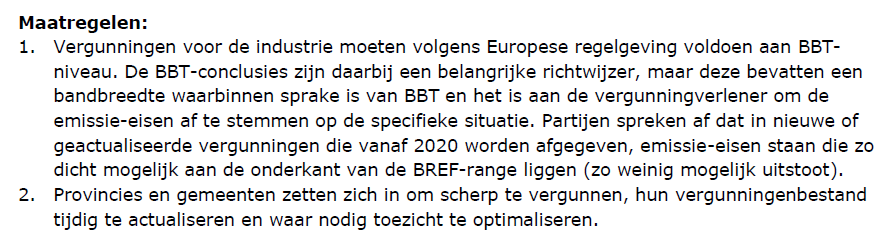 Maatregelen:
1. Vergunningen voor de industrie moeten volgens Europese regelgeving voldoen aan BBT-
niveau. De BBT-conclusies zijn daarbij een belangrijke richtwijzer, maar deze bevatten een
bandbreedte waarbinnen sprake is van BBT en het is aan de vergunningverlener om de
emissie-eisen af te stemmen op de specifieke situatie. Partijen spreken af dat in nieuwe of
geactualiseerde vergunningen die vanaf 2020 worden afgegeven, emissie-eisen staan die zo
dicht mogelijk aan de onderkant van de BREF-range liggen (zo weinig mogelijk uitstoot).
2. Provincies en gemeenten zetten zich in om scherp te vergunnen, hun vergunningenbestand
tijdig te actualiseren en waar nodig toezicht te optimaliseren.